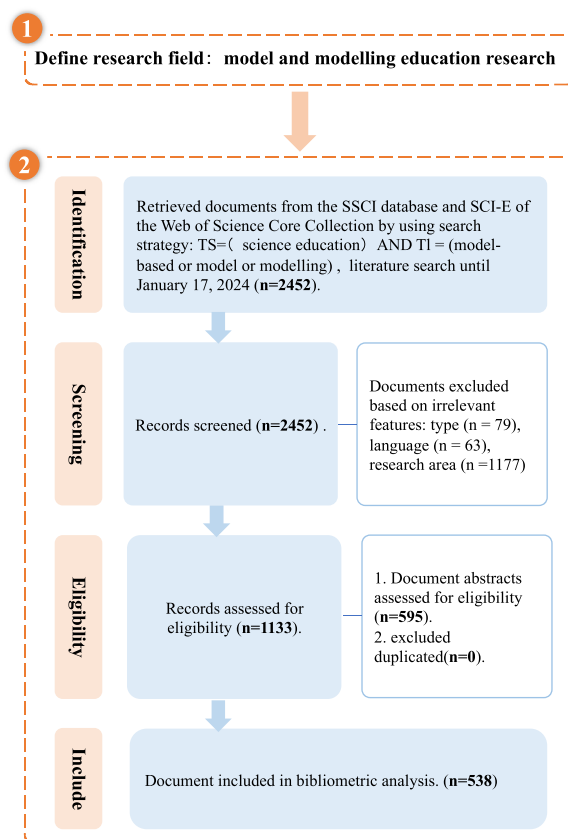 1
Define research field： model and modelling education research
2
Identification
Retrieved documents from the SSCI database and SCI-E of
the Web of Science Core Collection by using search
strategy: TS=( science education) AND Tl = (model-
based or model or modelling) , literature search until
January 17, 2024 (n=2452).
Screening
Records screened (n=2452) .
Documents excluded
based on irrelevant
features: type (n = 79),
language (n = 63),
research area (n =1177)
Eligibility
Records assessed for
eligibility (n=1133).
1. Document abstracts
assessed for eligibility
(n=595).
2. excluded
duplicated(n=0).
Include
Document included in bibliometric analysis. (n=538)